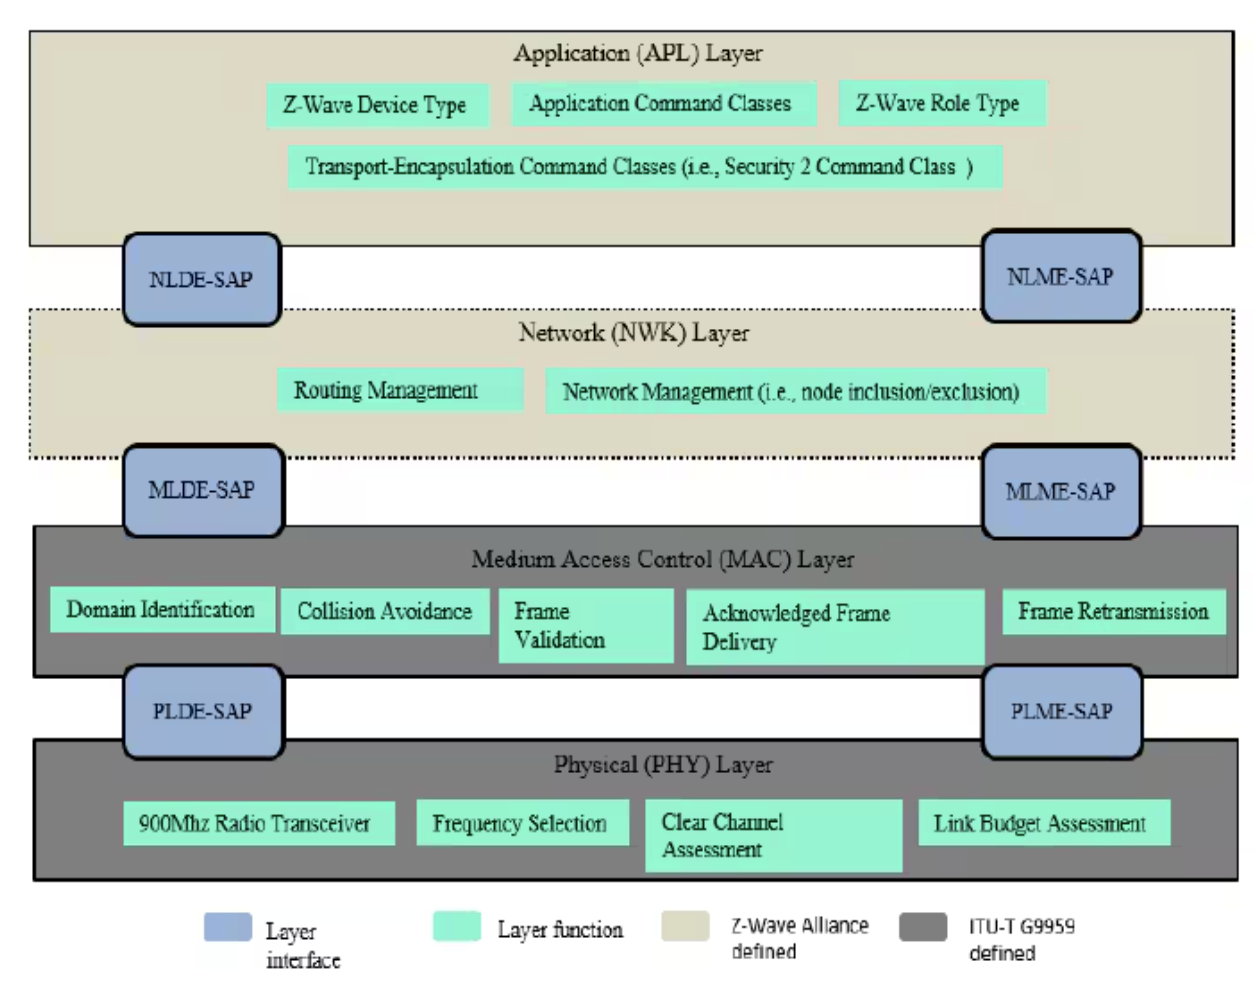 Application (APL) Layer
Z-Wave Device Type
Application Command Classes
Z-Wave Role Type
Transport-Encapsulation Command Classes (i.e., Security 2 Command Class )
NLDE-SAP
NLME-SAP
Network (NWK) Layer
Routing Management
Network Management (i.e., node inclusion/exclusion)
MLDE-SAP
MLME-SAP
Medium Access Control (MAC) Layer
Domain Identification
Collision Avoidance
Frame
Validation
Acknowledged Frame
Delivery
Frame Retransmission
PLDE-SAP
PLME-SAP
Physical (PHY) Layer
900Mhz Radio Transceiver
Frequency Selection
Clear Channel
Assessment
Link Budget Assessment
Layer
interface
Layer function
Z-Wave Alliance
defined
ITU-T G9959
defined